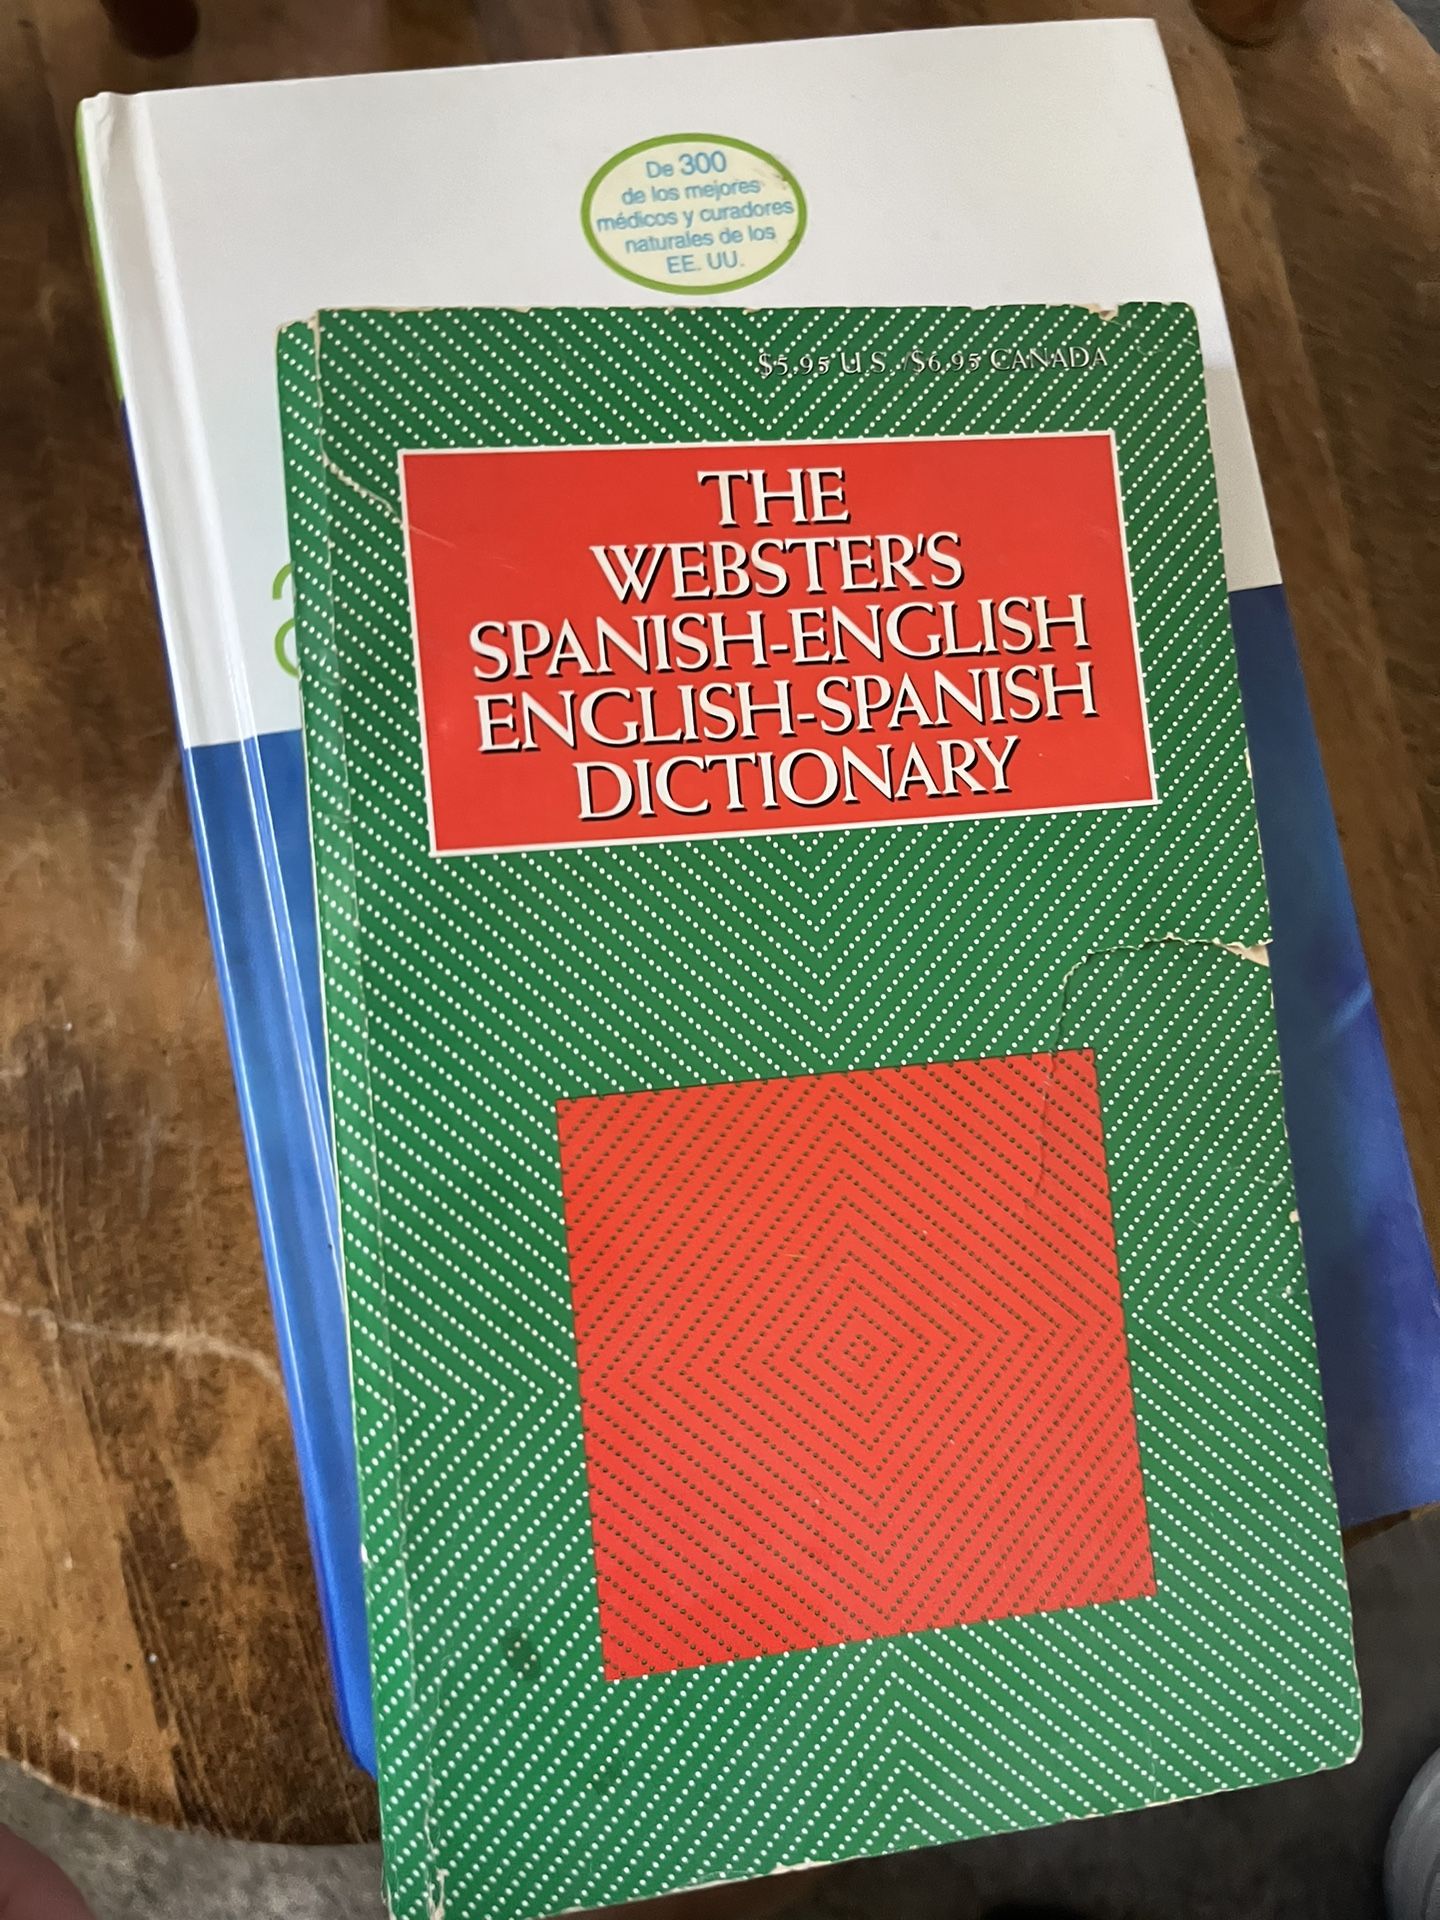 De 300
de los mejores
médicos y curadores
naturales de los
EE. UU.
$5.95 U.S./$6.95 CANADA
THE
WEBSTER'S
SPANISH-ENGLISH
ENGLISH-SPANISH
DICTIONARY